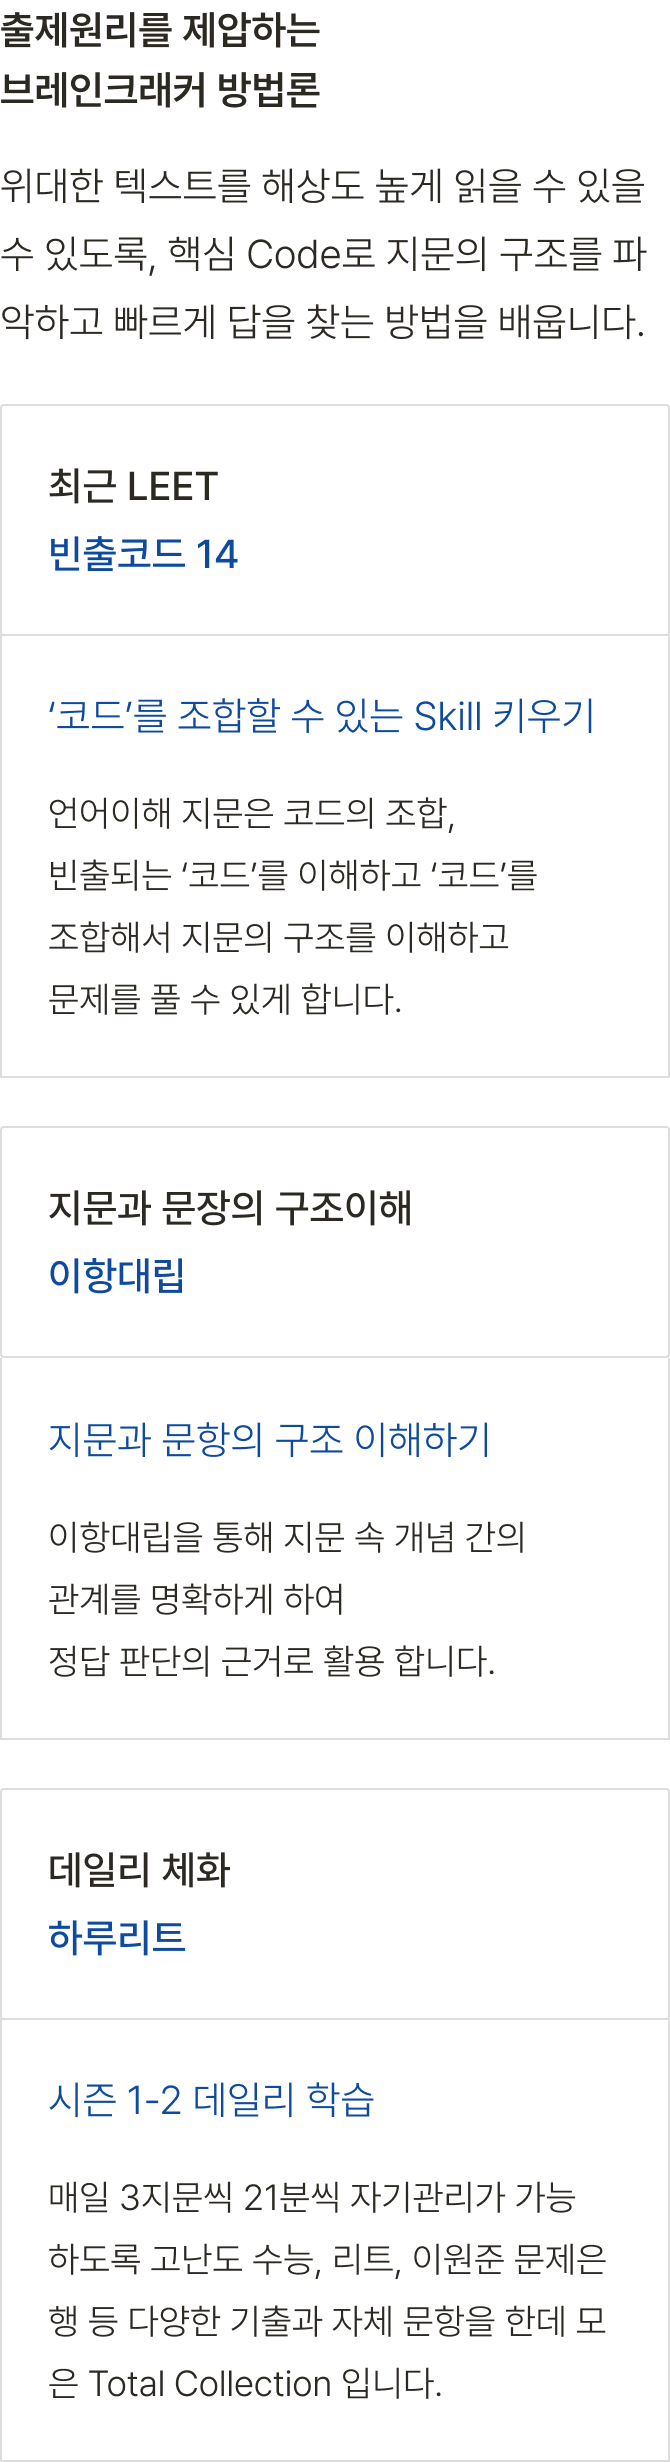 출제원리를 제압하는
브레인크래커 방법론
위대한 텍스트를 해상도 높게 읽을 수 있을
수 있도록, 핵심 Code로 지문의 구조를 파
악하고 빠르게 답을 찾는 방법을 배웁니다.
최근 LEET
빈출코드 14
‘코드’를 조합할 수 있는 Skill 키우기
언어이해 지문은 코드의 조합,
빈출되는 ‘코드’를 이해하고 ‘코드’를
조합해서 지문의 구조를 이해하고
문제를 풀 수 있게 합니다.
지문과 문장의 구조이해
이항대립
지문과 문항의 구조 이해하기
이항대립을 통해 지문 속 개념 간의
관계를 명확하게 하여
정답 판단의 근거로 활용 합니다.
데일리 체화
하루리트
시즌 1-2 데일리 학습
매일 3지문씩 21분씩 자기관리가 가능
하도록 고난도 수능, 리트, 이원준 문제은
행 등 다양한 기출과 자체 문항을 한데 모
은 Total Collection 입니다.